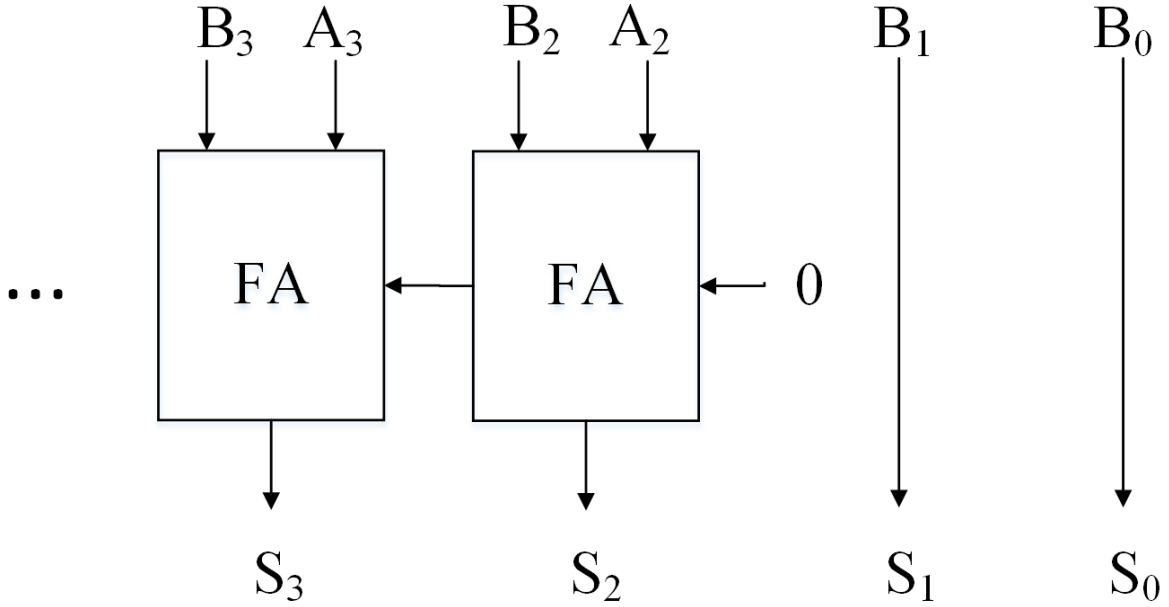 B₃ A₃ B₂ A₂ B₁ B₀
... FA FA 0
S₃ S₂ S₁ S₀